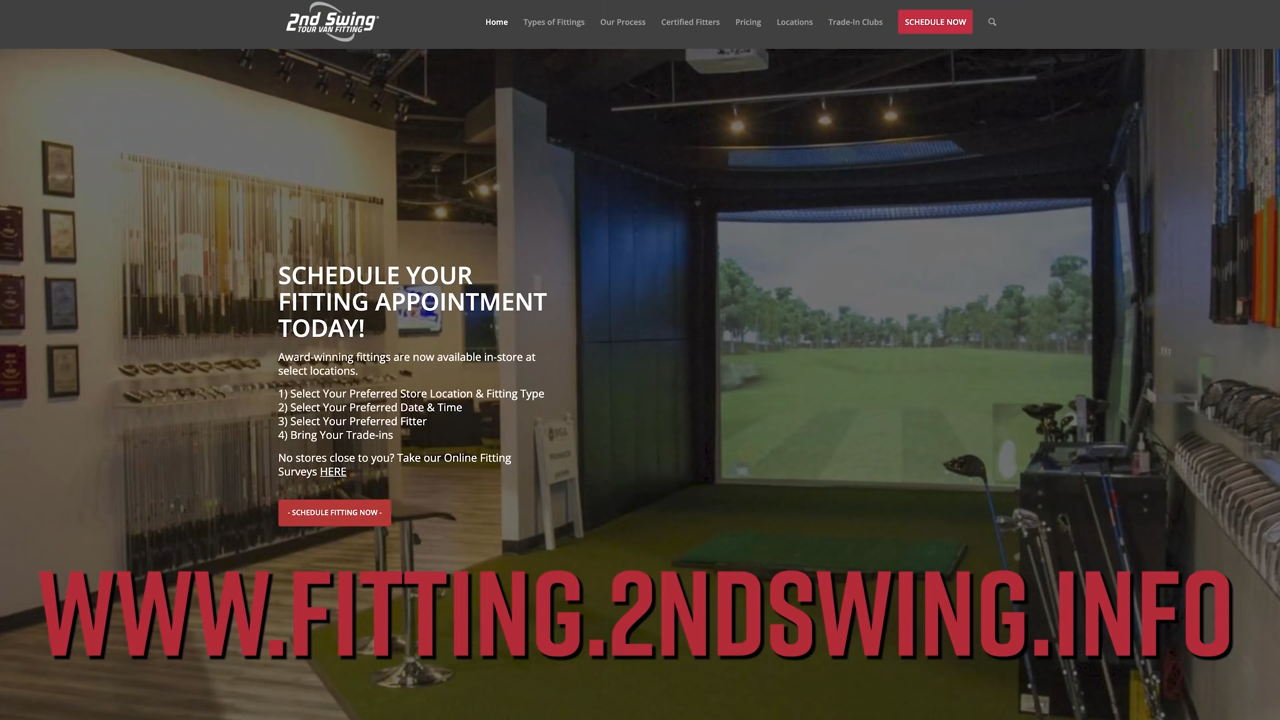 2nd Swing
TOUR VAN FITTING
Home
Types of Fittings
Our Process
Certified Fitters
Pricing
Locations
Trade-In Clubs
SCHEDULE NOW
SCHEDULE YOUR
FITTING APPOINTMENT
TODAY!
Award-winning fittings are now available in-store at
select locations.
1) Select Your Preferred Store Location & Fitting Type
2) Select Your Preferred Date & Time
3) Select Your Preferred Fitter
4) Bring Your Trade-ins
No stores close to you? Take our Online Fitting
Surveys HERE
- SCHEDULE FITTING NOW -
WWW.FITTING.2NDSWING.INFO